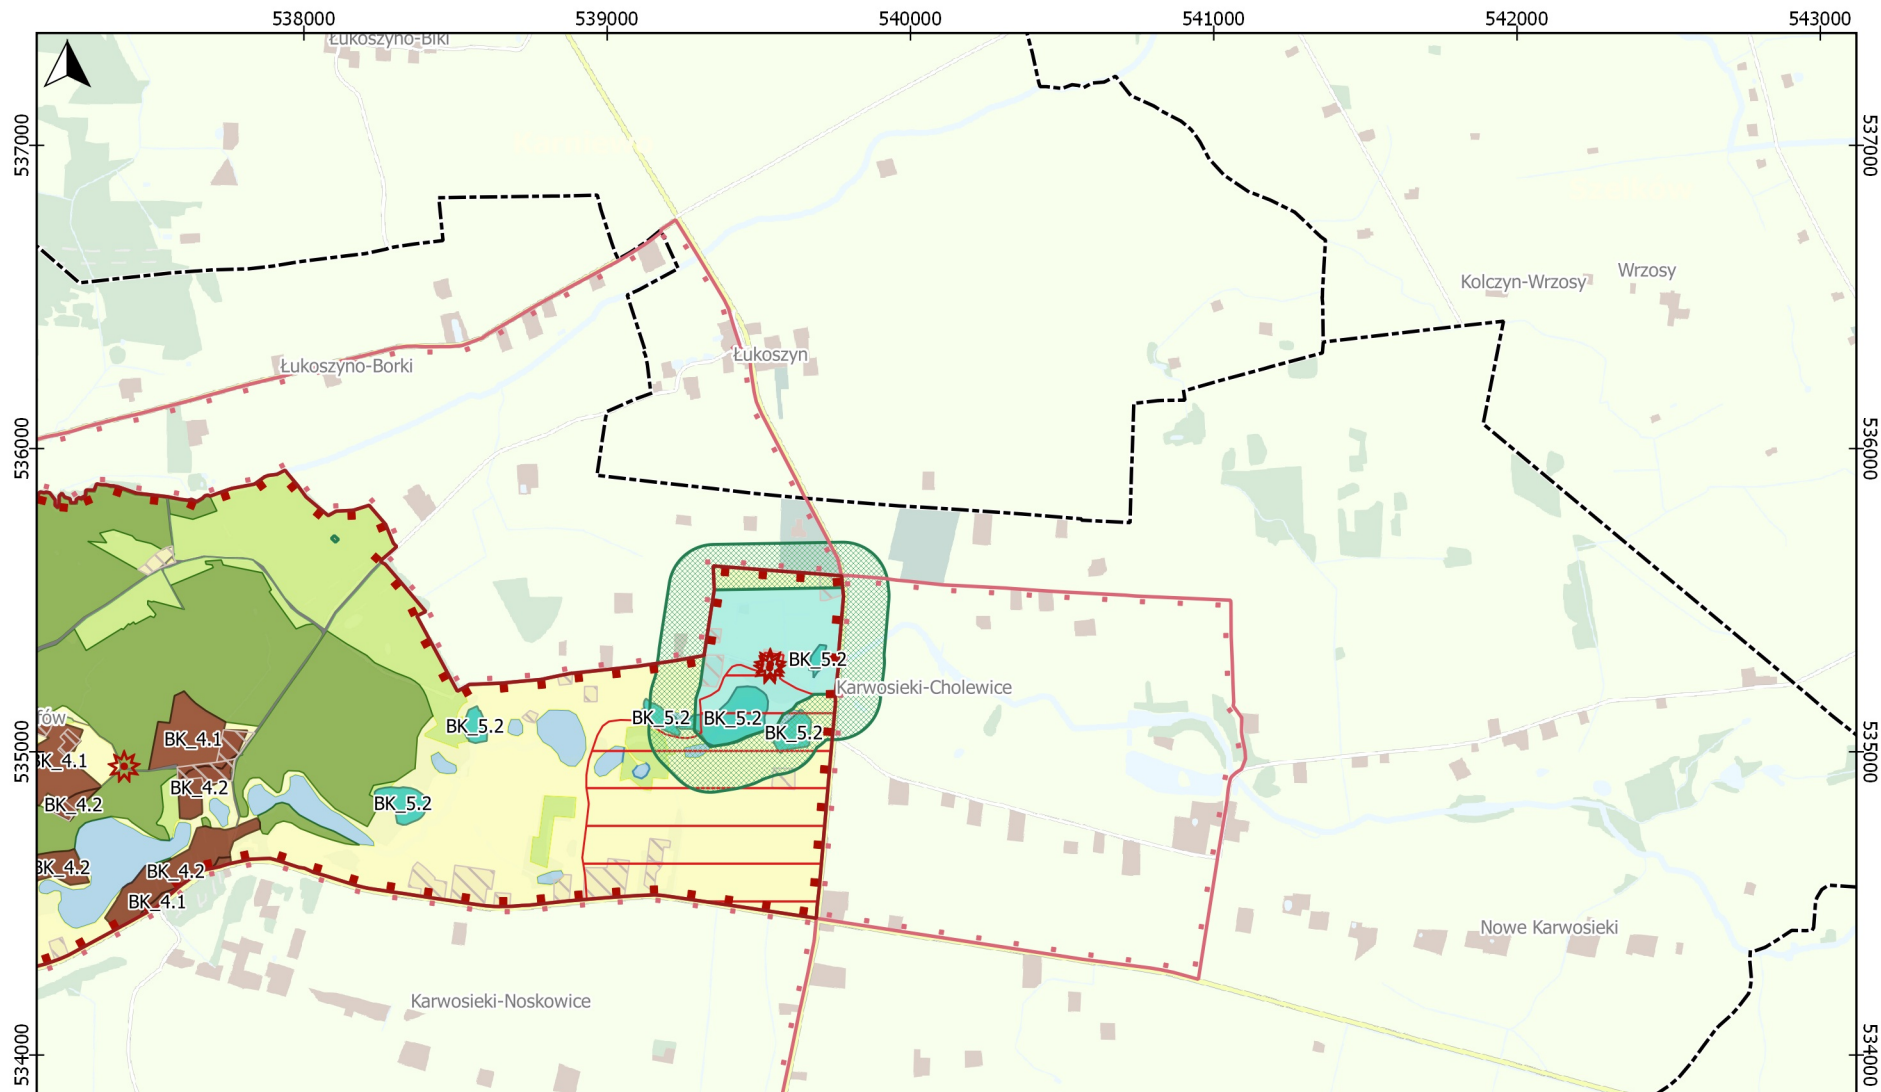 538000
539000
540000
541000
542000
543000
Łukoszyno-Biki
537000
537000
Kolczyn-Wrzosy
Wrzosy
Łukoszyn
Łukoszyno-Borki
536000
536000
BK_5.2
Karwosieki-Cholewice
BK_5.2
BK_5.2
BK_5.2
BK_5.2
BK_4.1
BK_4.1
535000
535000
BK_4.2
BK_4.2
BK_5.2
BK_4.2
BK_4.2
BK_4.1
Nowe Karwosieki
Karwosieki-Noskowice
534000
534000